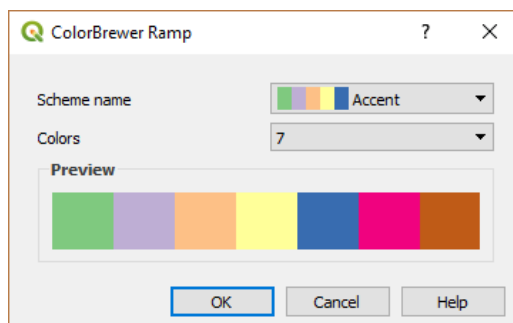 ColorBrewer Ramp ?
Scheme name Accent
Colors 7
Preview
OK Cancel Help